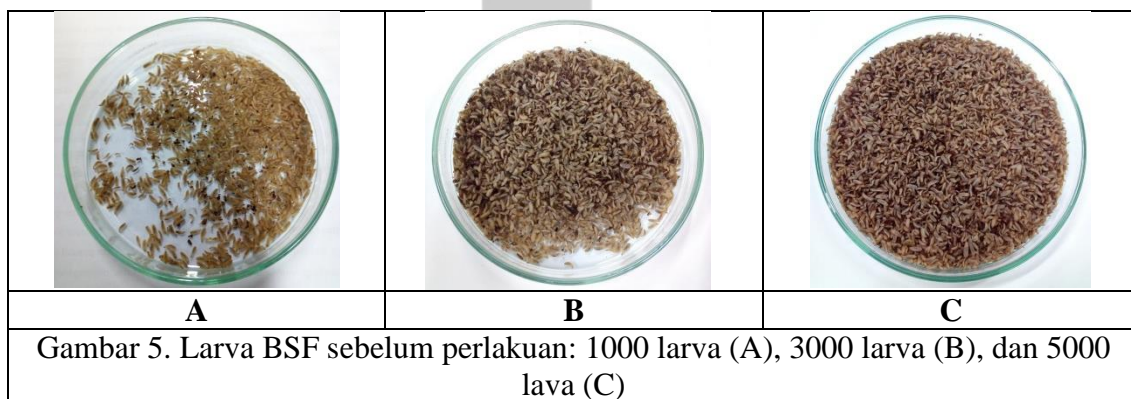 A
B
C
Gambar 5. Larva BSF sebelum perlakuan: 1000 larva (A), 3000 larva (B), dan 5000
lava (C)